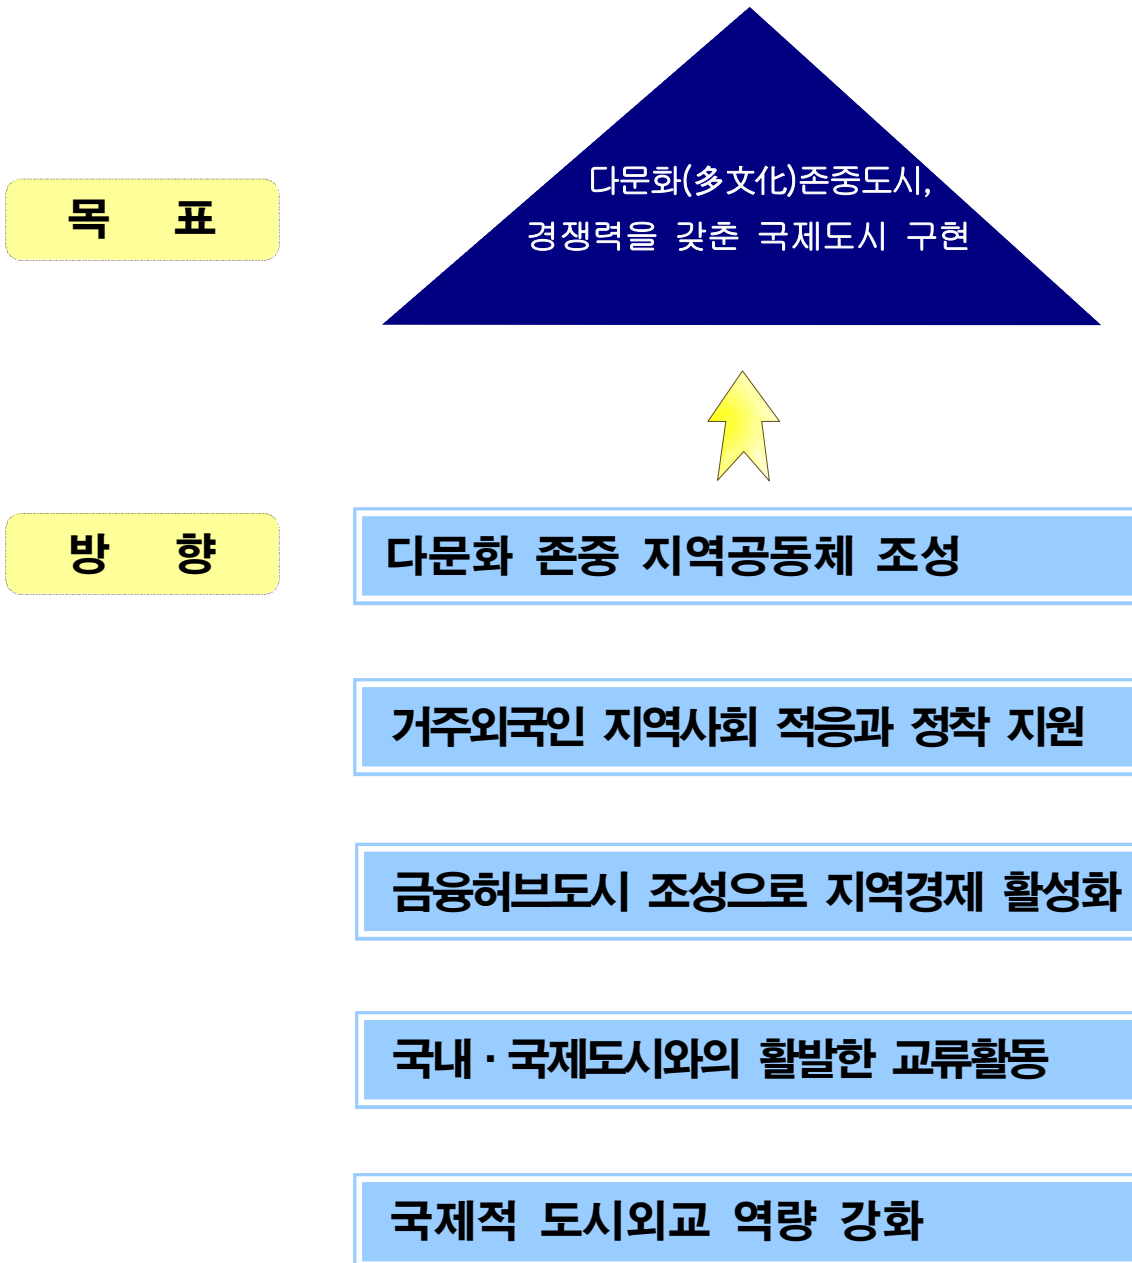 다문화(多文化)존중도시,
경쟁력을 갖춘 국제도시 구현
목 표
방 향
다문화 존중 지역공동체 조성
거주외국인 지역사회 적응과 정착 지원
금융허브도시 조성으로 지역경제 활성화
국내·국제도시와의 활발한 교류활동
국제적 도시외교 역량 강화